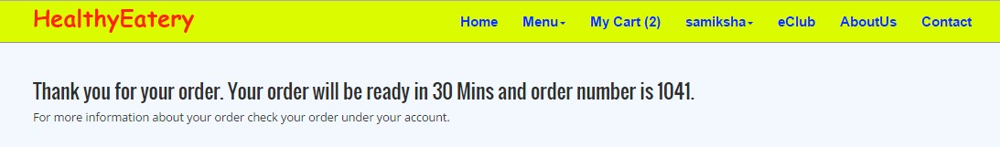 HealthyEatery Home Menu My Cart (2) samiksha eClub AboutUs Contact
Thank you for your order. Your order will be ready in 30 Mins and order number is 1041.
For more information about your order check your order under your account.